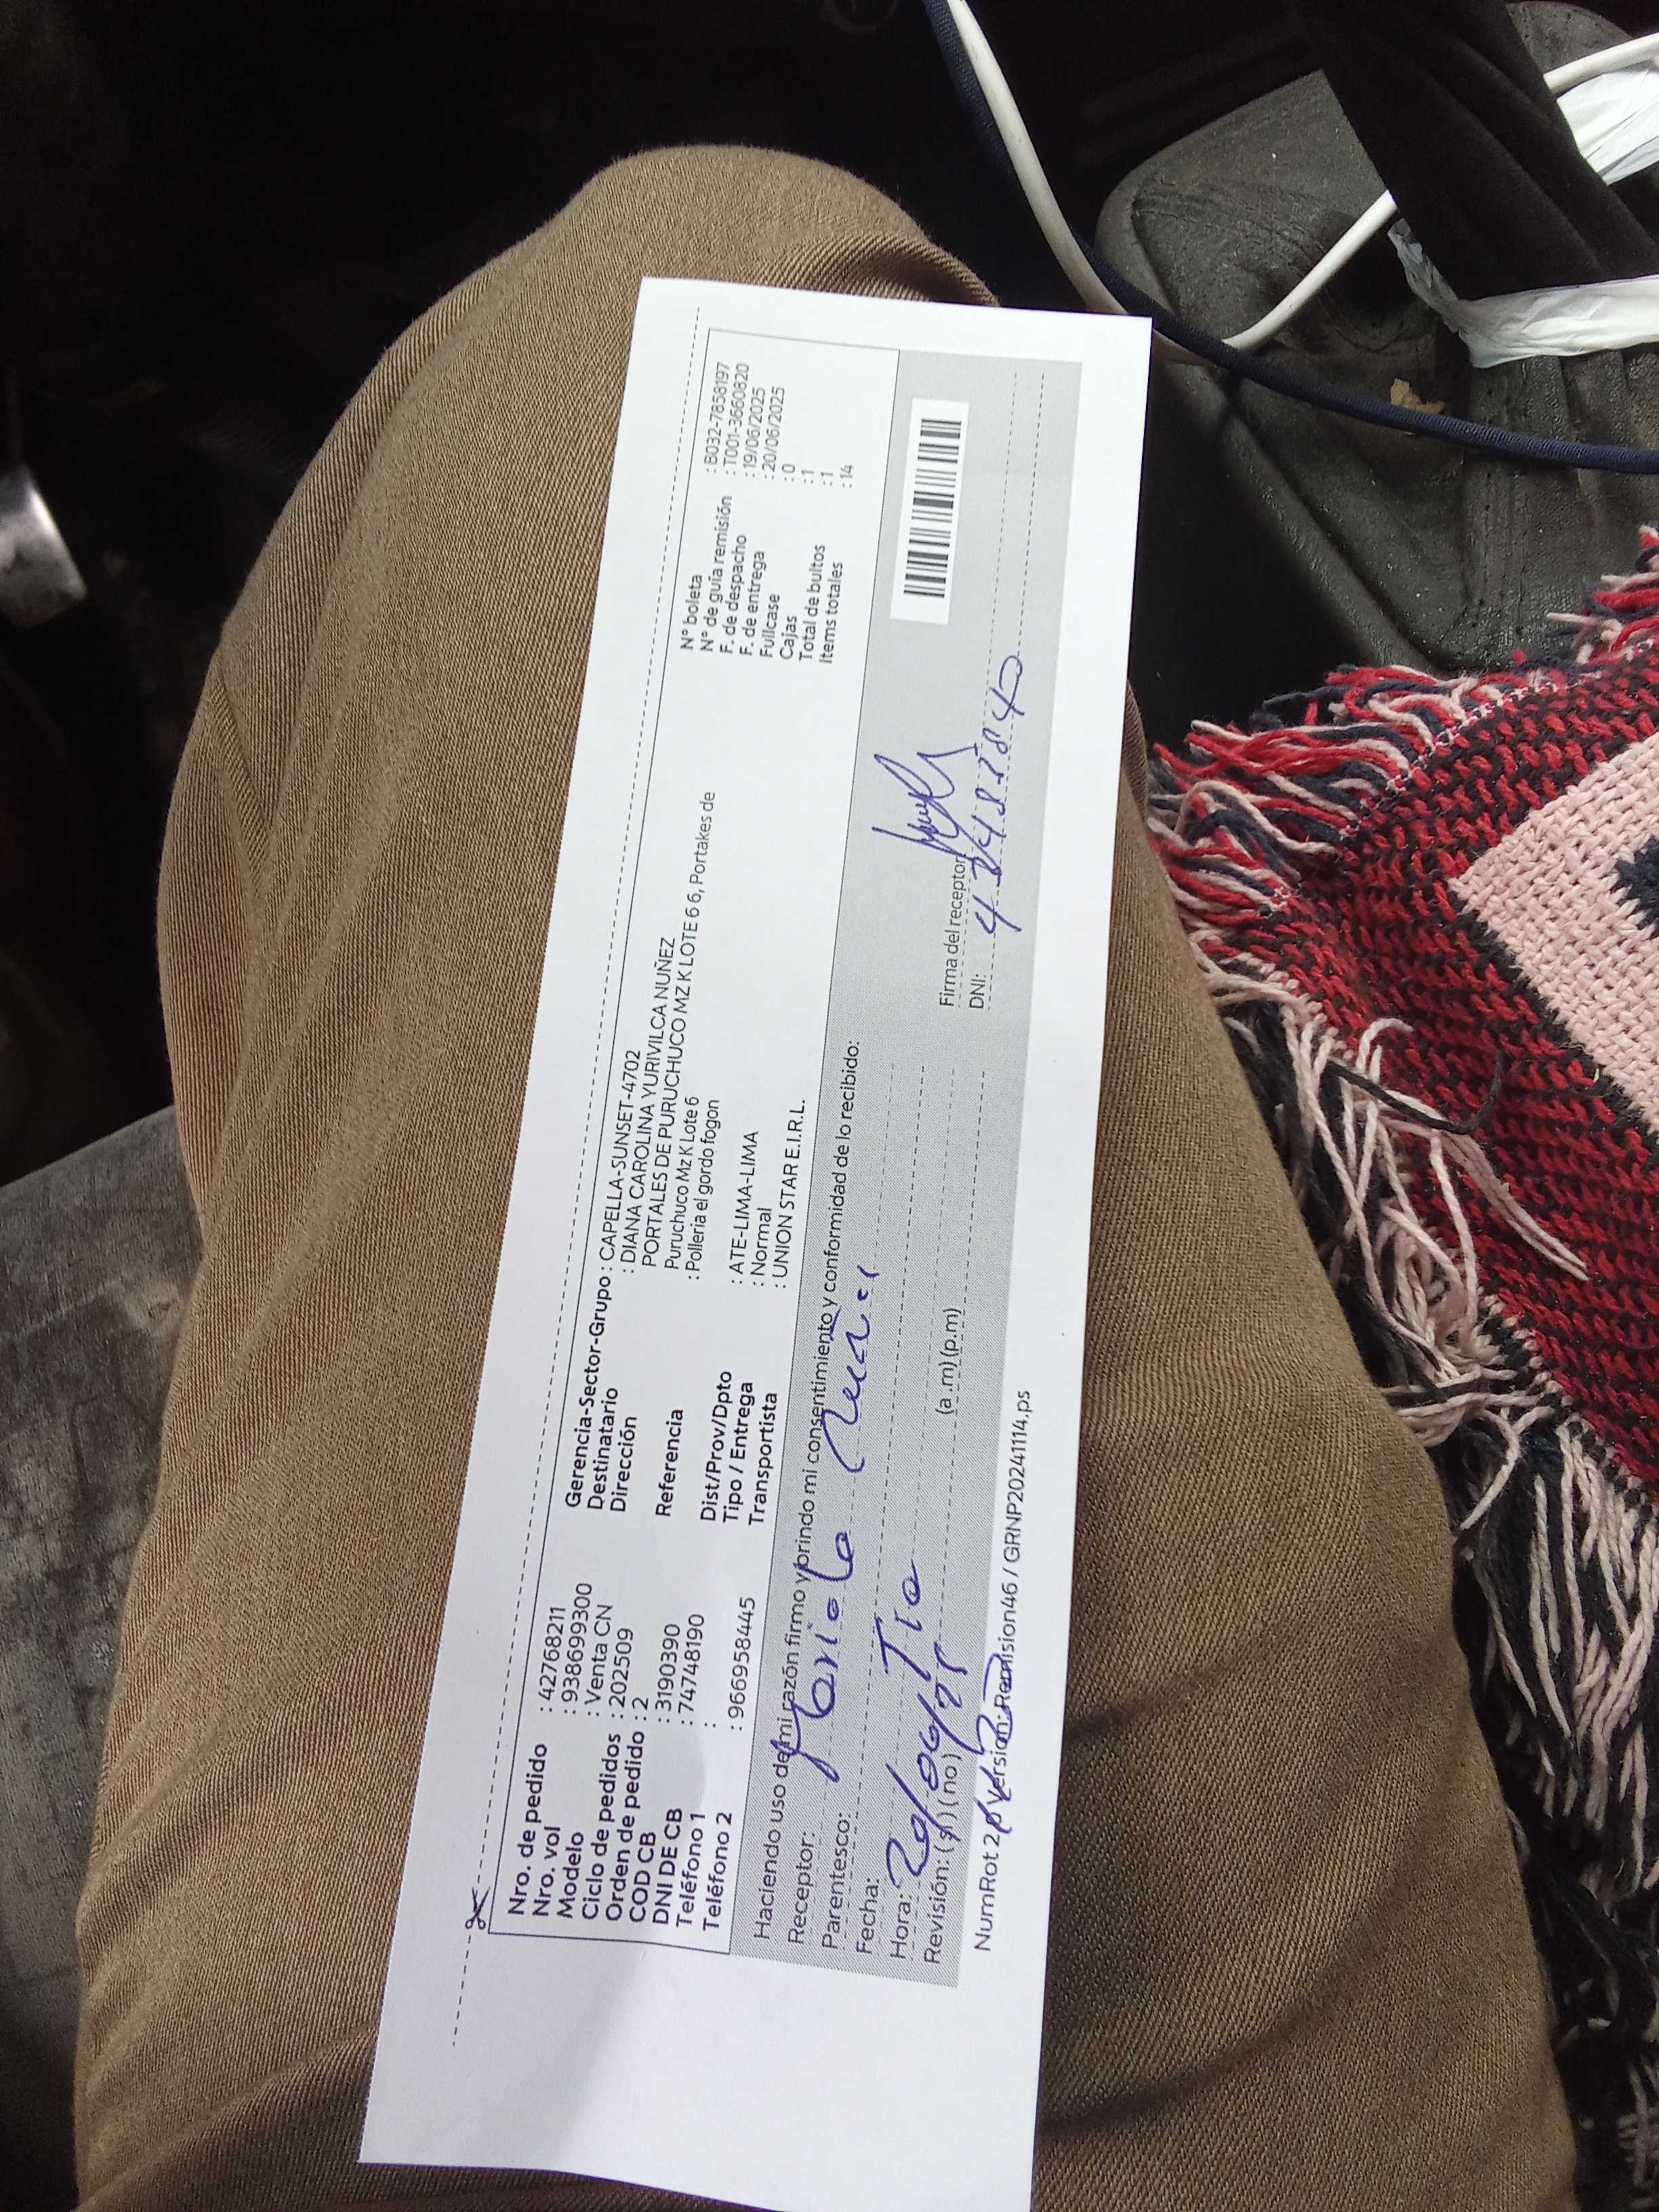 Nro. de pedido : 42768211
Nro. vol : 9386999300
Modelo : Venta CN
Ciclo de pedidos : 202509
Orden de pedido : 2
COD CB : 3190390
DNI DE CB : 74748190
Teléfono 1 :
Teléfono 2 : 966958445
Gerencia-Sector-Grupo : CAPELLA-SUNSET-4702
Destinatario : DIANA CAROLINA YURIVILCA NUÑEZ
Dirección PORTALES DE PURUCHUCO MZ K LOTE 6 6, Portakes de
Puruchuco Mz K Lote 6
Referencia : Polleria el gordo fogon
Dist/Prov/Dpto : ATE-LIMA-LIMA
Tipo / Entrega : Normal
Transportista : UNION STAR E.I.R.L.
N° boleta : B032-7858197
N° de guía remisión : T001-3660820
F. de despacho : 19/06/2025
F. de entrega : 20/06/2025
Fullcase : 0
Cajas : 1
Total de bultos : 1
Items totales : 14
Haciendo uso de mi razón firmo y brindo mi consentimiento y conformidad de lo recibido:
Receptor:
Parentesco: Tio
Fecha: 20/06/25
Hora: (a.m) (p.m)
Revisión: (si) (no)
Firma del receptor
DNI:
NumRot 2 / Version: Remision46 / GRNP20241114.ps